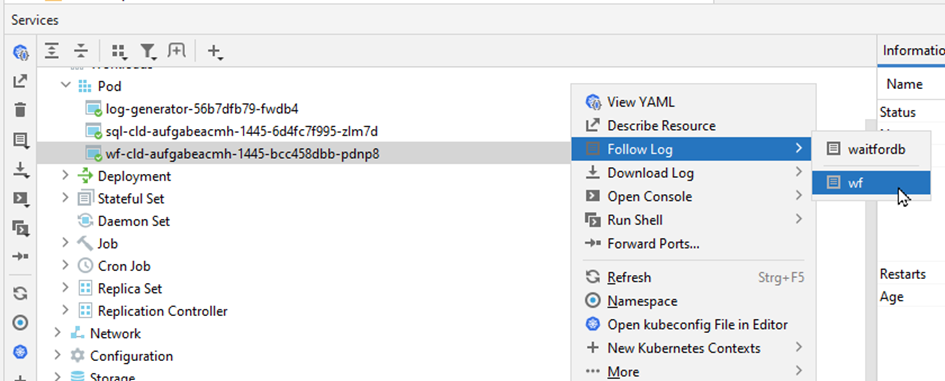 Services
Informatio
Pod
Name
log-generator-56b7dfb79-fwdb4
View YAML
Status
sql-cld-aufgabeacmh-1445-6d4fc7f995-zlm7d
Describe Resource
wf-cld-aufgabeacmh-1445-bcc458dbb-pdnp8
Follow Log
waitfordb
Deployment
Download Log
wf
Stateful Set
Open Console
Daemon Set
Run Shell
Job
Forward Ports...
Cron Job
Refresh Strg+F5
Restarts
Replica Set
Namespace
Age
Replication Controller
Open kubeconfig File in Editor
Network
New Kubernetes Contexts
Configuration
More
Storage